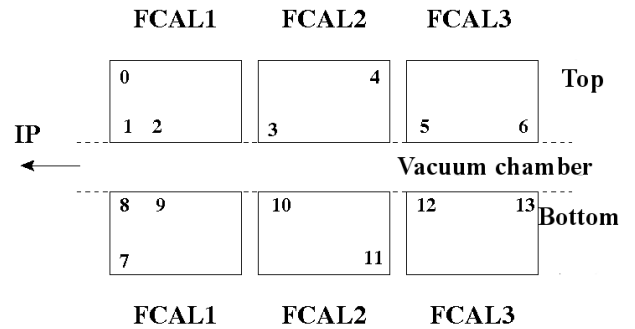 FCAL1 FCAL2 FCAL3
0 4 Top
1 2 3 5 6
IP
Vacuum chamber
8 9 10 12 13 Bottom
7 11
FCAL1 FCAL2 FCAL3